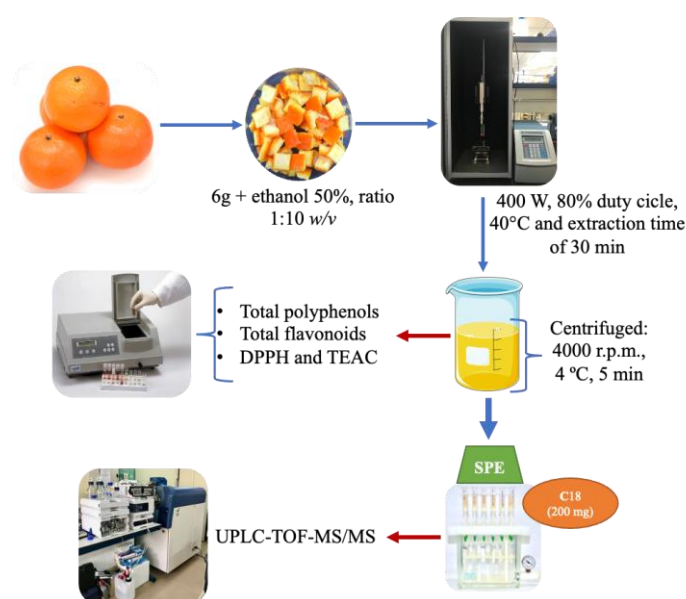 6g + ethanol 50%, ratio
1:10 w/v
400 W, 80% duty cicle,
40°C and extraction time
of 30 min
• Total polyphenols
• Total flavonoids
• DPPH and TEAC
Centrifuged:
4000 r.p.m.,
4 ºC, 5 min
SPE
C18
(200 mg)
UPLC-TOF-MS/MS